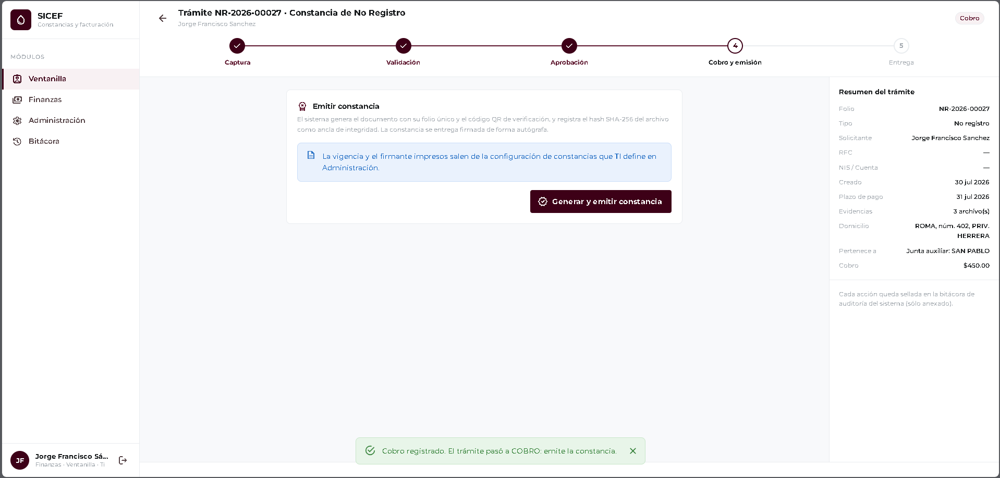 SICEF
Constancias y facturación
MÓDULOS
Ventanilla
Finanzas
Administración
Bitácora
JF
Jorge Francisco Sá...
Finanzas · Ventanilla · Ti
Trámite NR-2026-00027 · Constancia de No Registro
Jorge Francisco Sanchez
Cobro
Captura
Validación
Aprobación
4
Cobro y emisión
5
Entrega
Emitir constancia
El sistema genera el documento con su folio único y el código QR de verificación, y registra el hash SHA-256 del archivo
como ancla de integridad. La constancia se entrega firmada de forma autógrafa.
La vigencia y el firmante impresos salen de la configuración de constancias que TI define en
Administración.
Generar y emitir constancia
Resumen del trámite
Folio NR-2026-00027
Tipo No registro
Solicitante Jorge Francisco Sanchez
RFC —
NIS / Cuenta —
Creado 30 jul 2026
Plazo de pago 31 jul 2026
Evidencias 3 archivo(s)
Domicilio ROMA, núm. 402, PRIV.
HERRERA
Pertenece a Junta auxiliar: SAN PABLO
Cobro $450.00
Cada acción queda sellada en la bitácora de
auditoría del sistema (sólo anexado).
Cobro registrado. El trámite pasó a COBRO: emite la constancia.